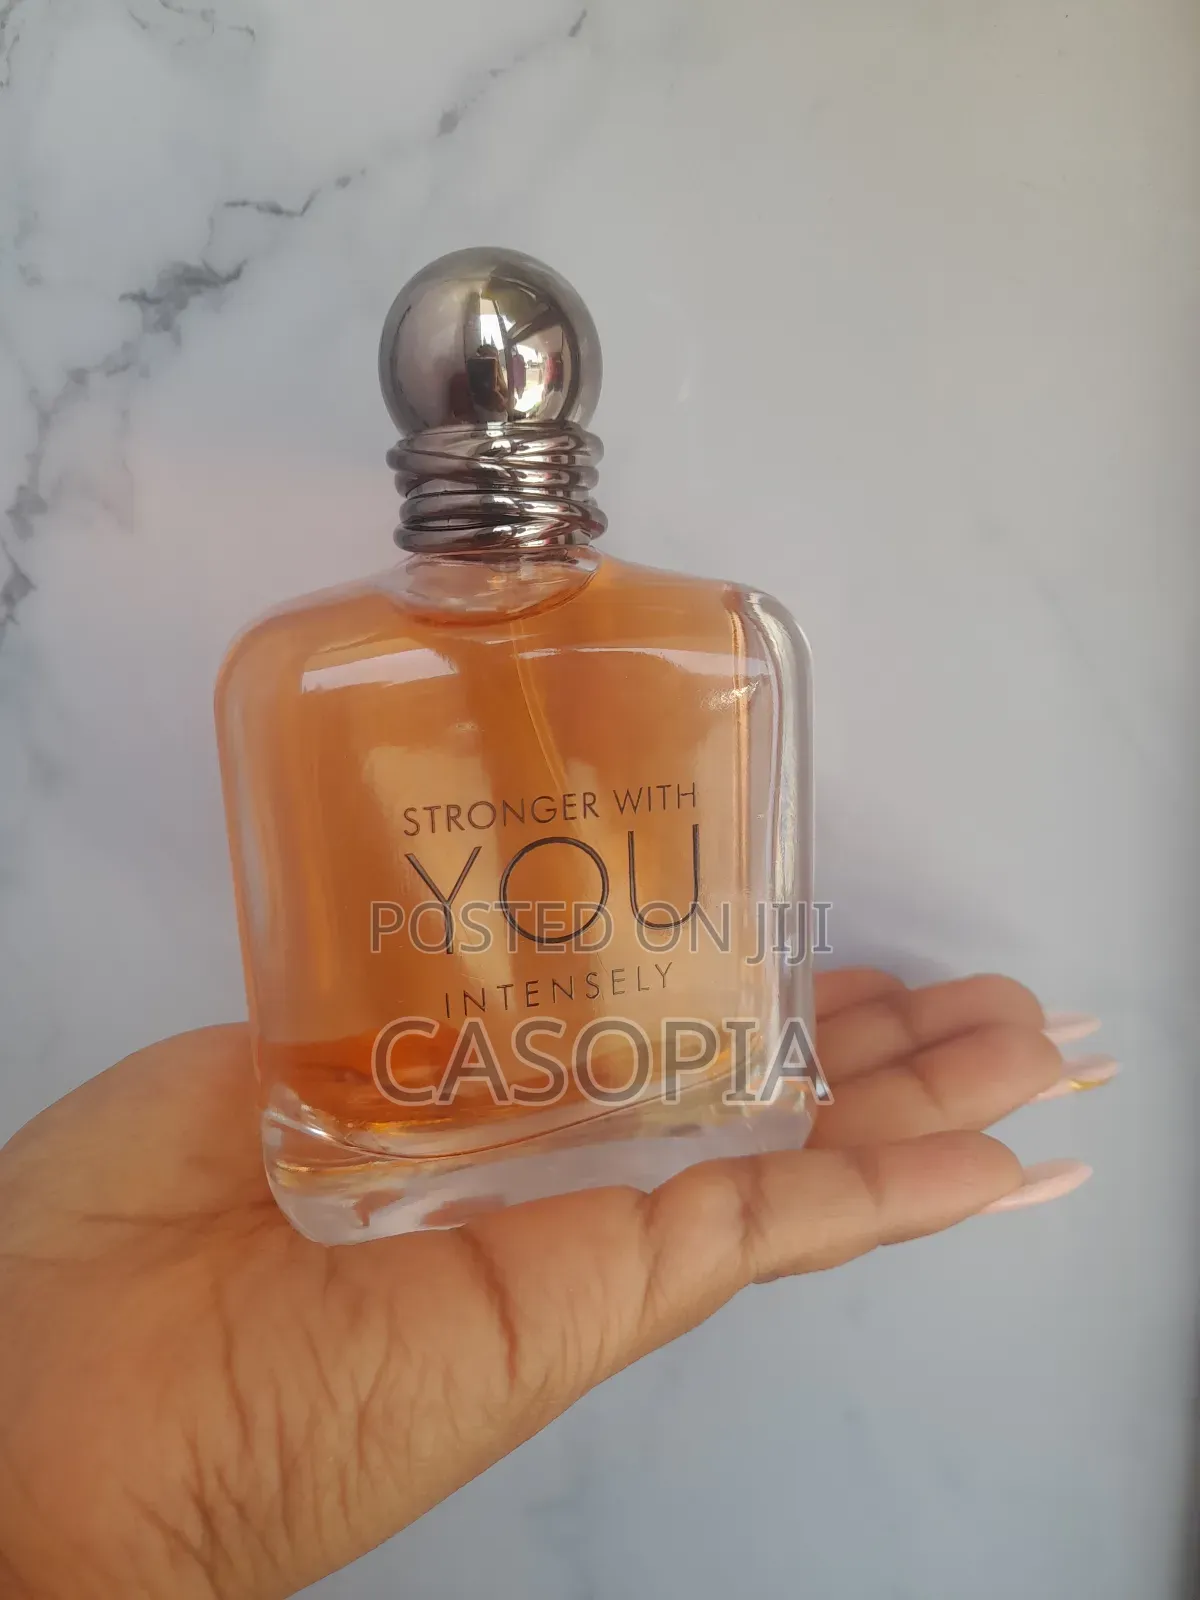 STRONGER WITH
YOU
POSTED ON JIJI
INTENSELY
CASOPIA